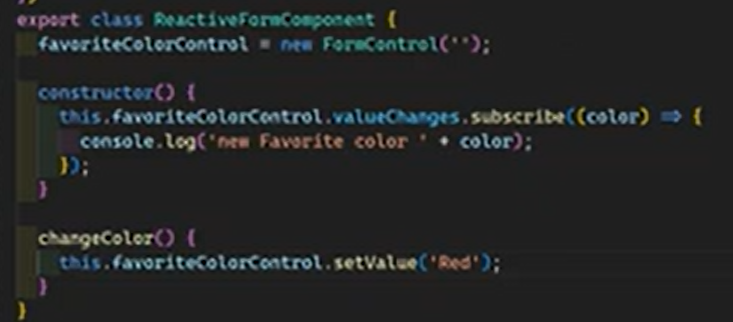 });
export class ReactiveFormComponent {
favoriteColorControl = new FormControl('');
constructor() {
this.favoriteColorControl.valueChanges.subscribe((color) => {
console.log('new Favorite color ' + color);
});
}
changeColor() {
this.favoriteColorControl.setValue('Red');
}
}